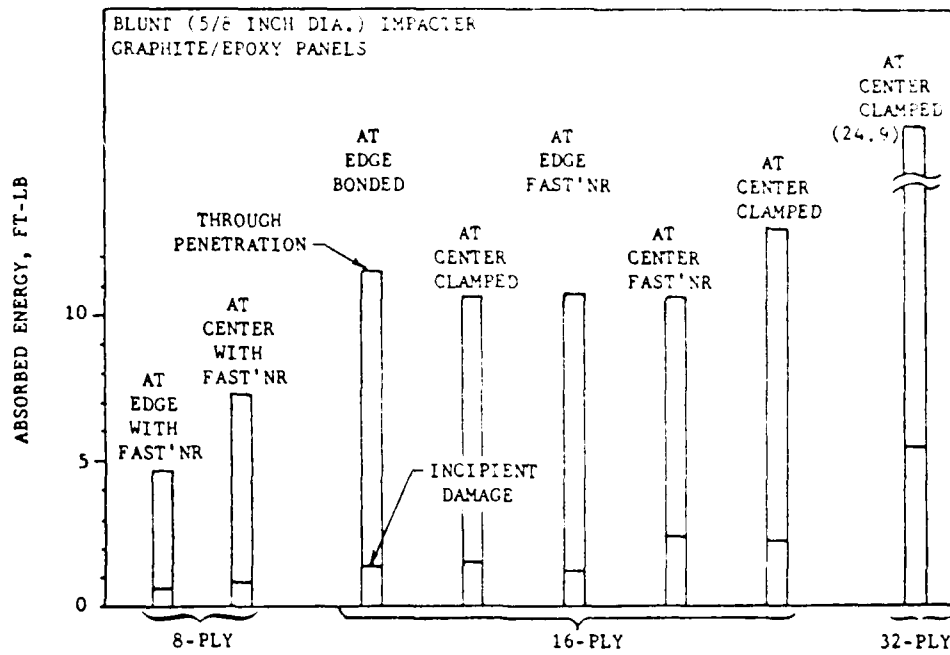 BLUNT (5/8 INCH DIA.) IMPACTER
GRAPHITE/EPOXY PANELS
ABSORBED ENERGY, FT-LB
10
5
0
AT
EDGE
WITH
FAST'NR
AT
CENTER
WITH
FAST'NR
THROUGH
PENETRATION
AT
EDGE
BONDED
INCIPIENT
DAMAGE
AT
CENTER
CLAMPED
AT
EDGE
FAST'NR
AT
CENTER
FAST'NR
AT
CENTER
CLAMPED
AT
CENTER
CLAMPED
(24.9)
8-PLY
16-PLY
32-PLY